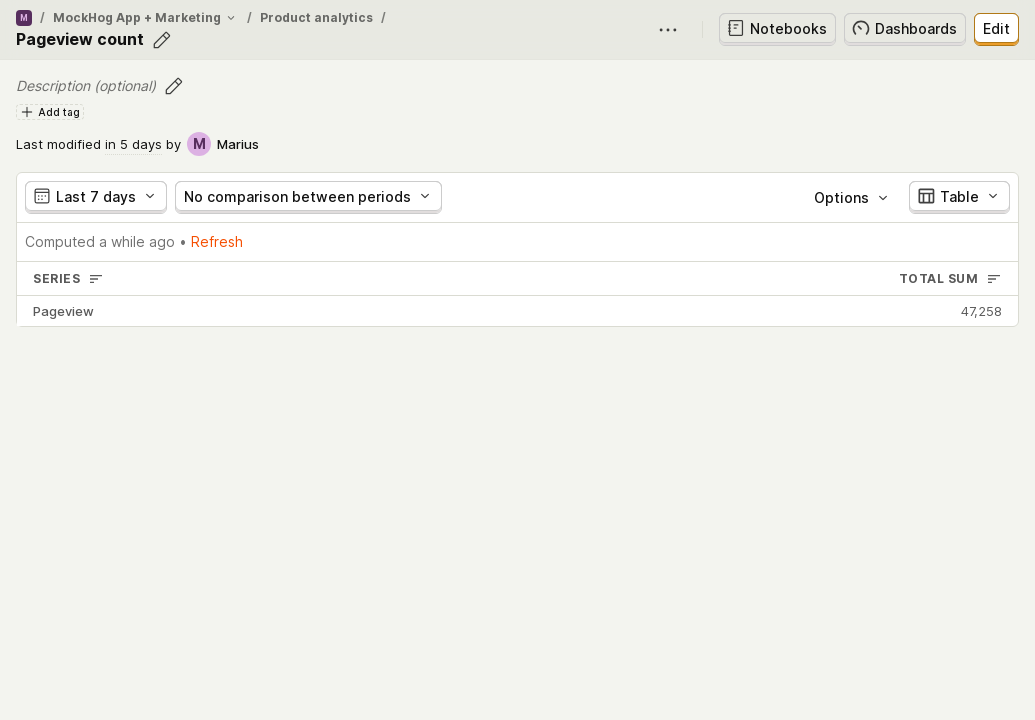 M / MockHog App + Marketing / Product analytics /
Pageview count
Notebooks
Dashboards
Edit
Description (optional)
Add tag
Last modified in 5 days by M Marius
Last 7 days
No comparison between periods
Options
Table
Computed a while ago • Refresh
SERIES
TOTAL SUM
Pageview
47,258